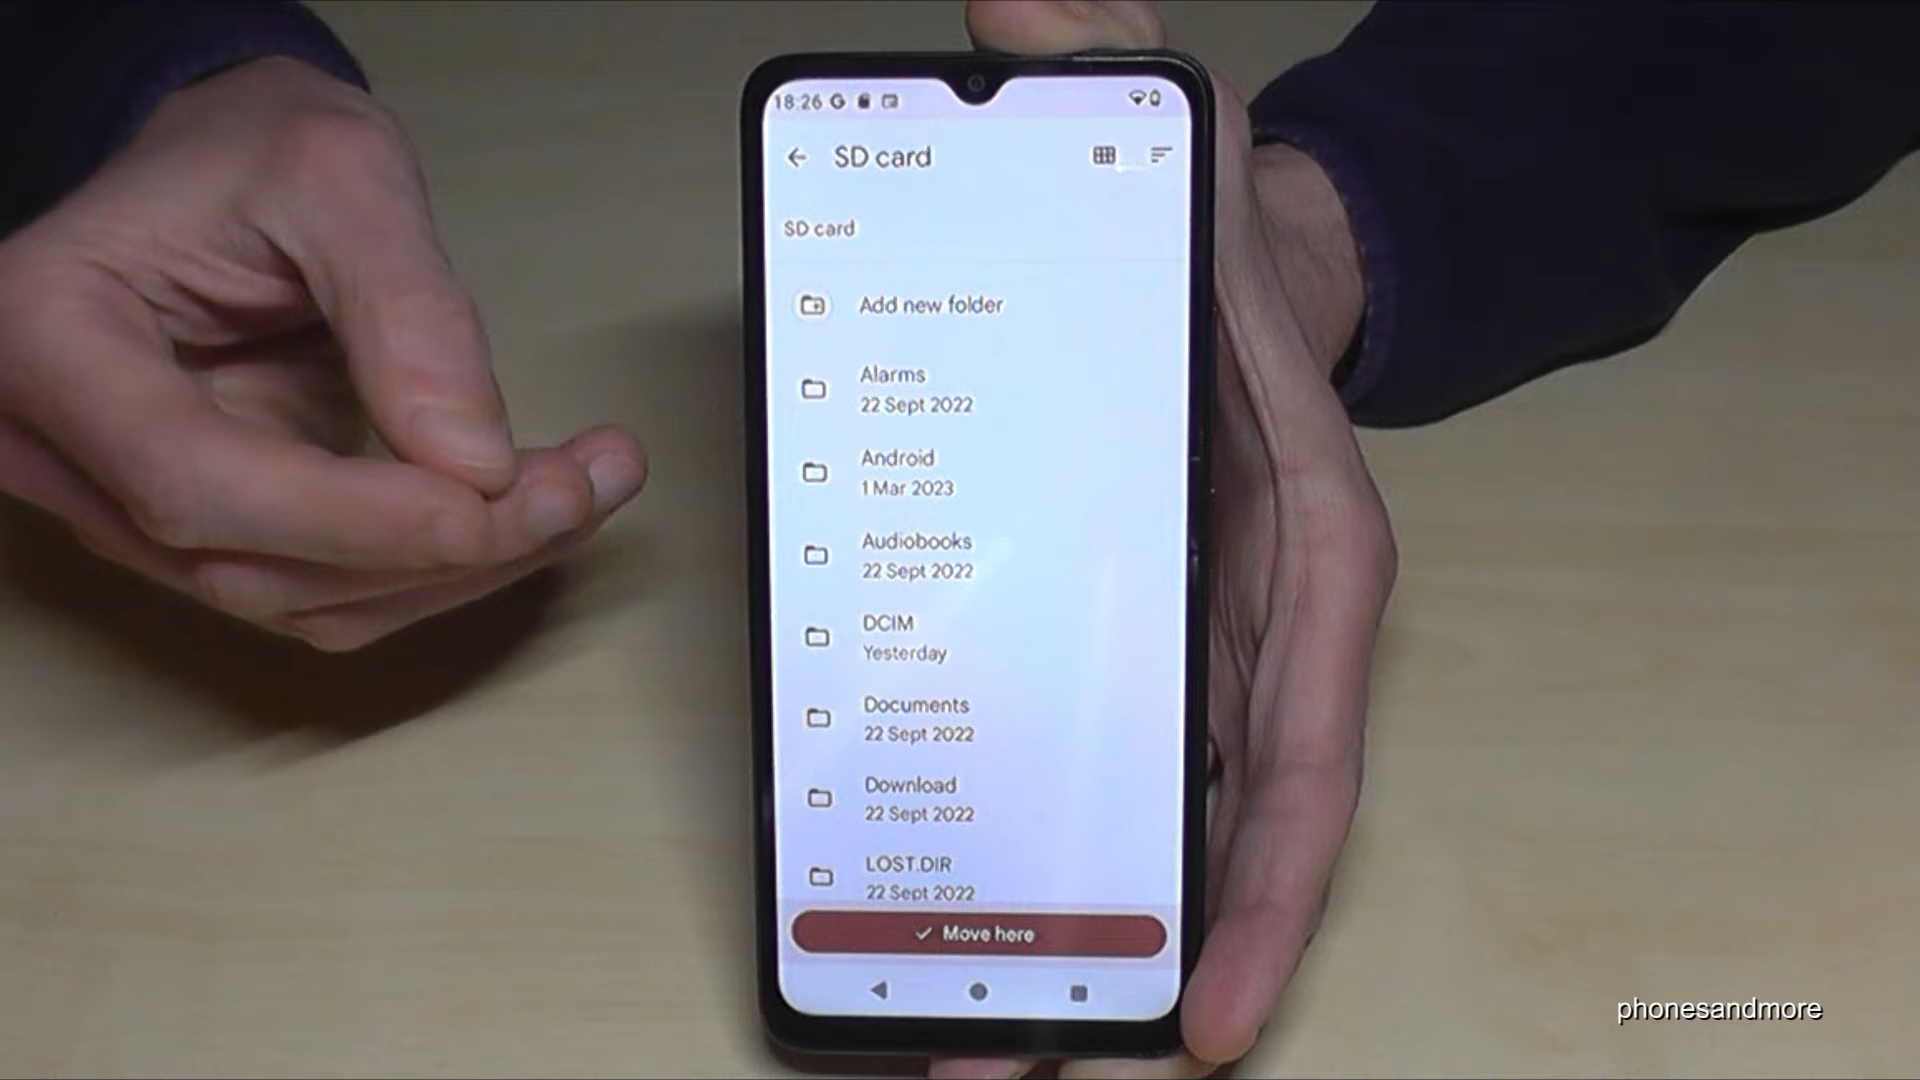 18:26 G
SD card
SD card
Add new folder
Alarms
22 Sept 2022
Android
1 Mar 2023
Audiobooks
22 Sept 2022
DCIM
Yesterday
Documents
22 Sept 2022
Download
22 Sept 2022
LOST.DIR
22 Sept 2022
Move here
phonesandmore